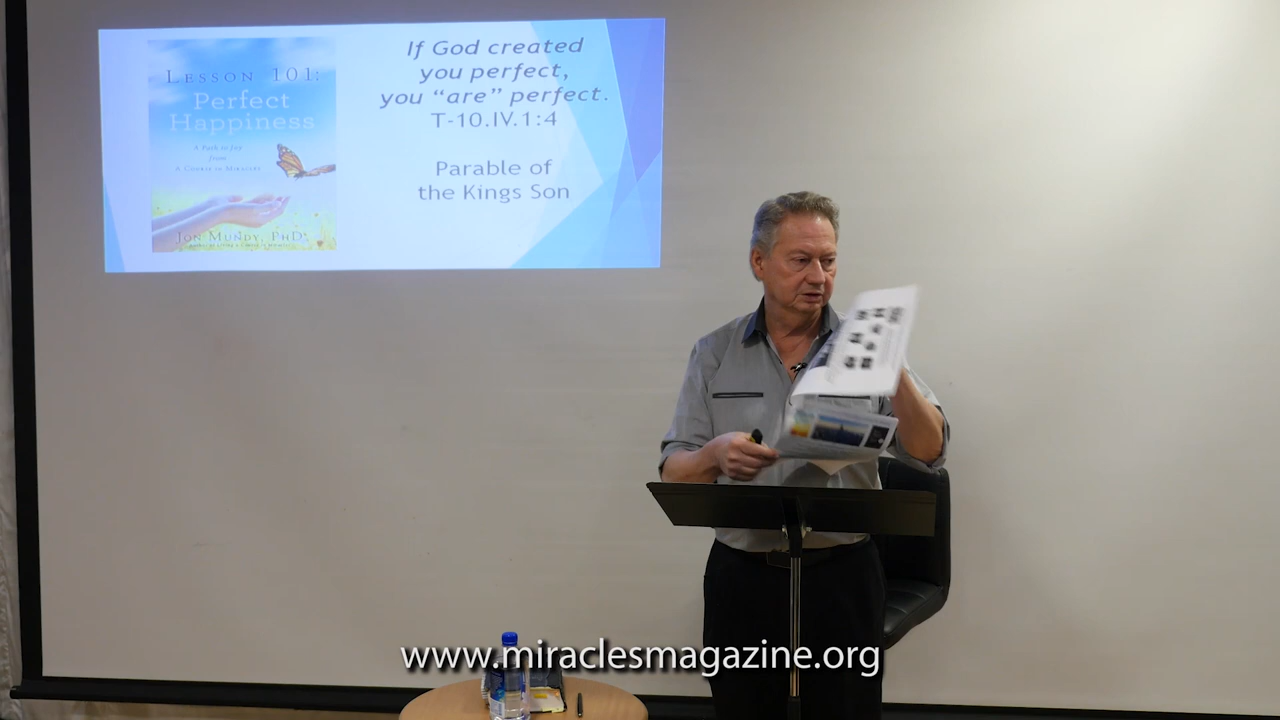 LESSON 101:
Perfect
Happiness
A Path to Joy
from
A COURSE IN MIRACLES
JON MUNDY, PHD
If God created
you perfect,
you “are” perfect.
T-10.IV.1:4
Parable of
the Kings Son
www.miraclesmagazine.org